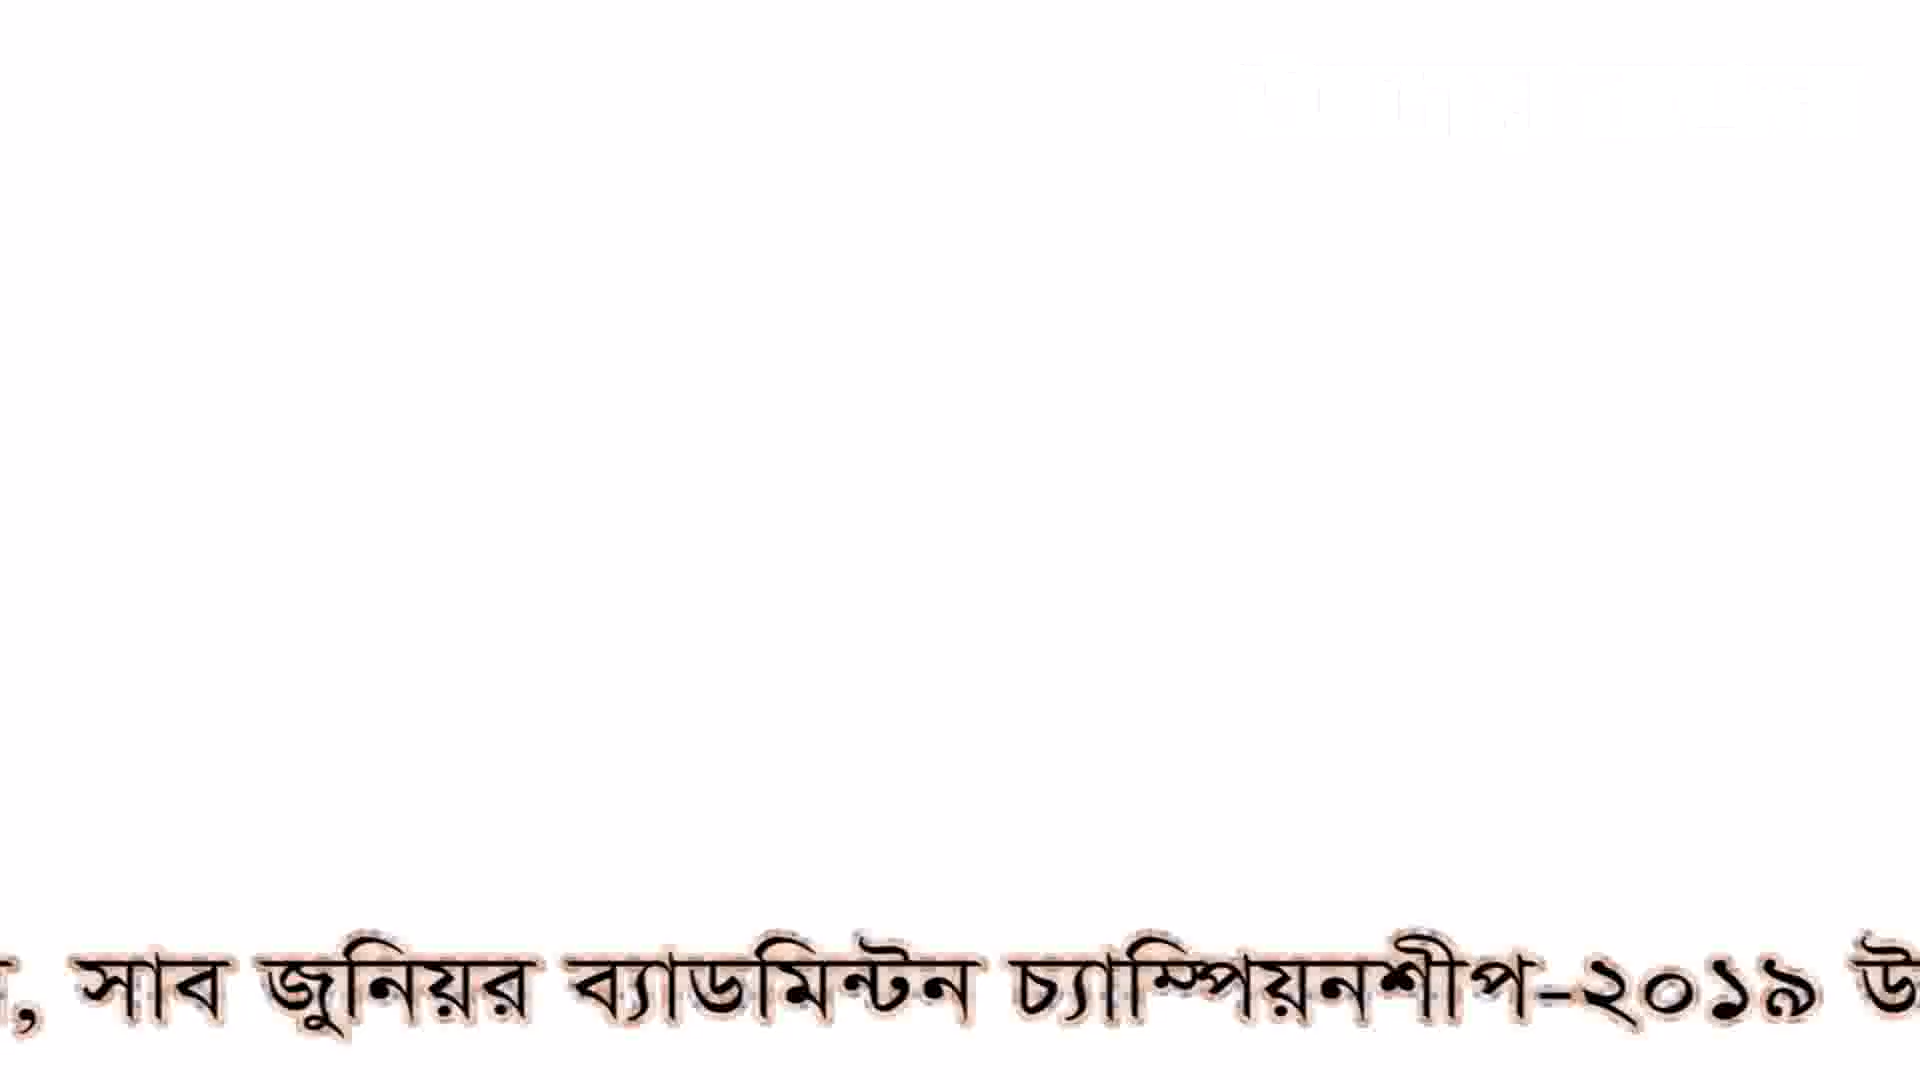 , সাব জুনিয়র ব্যাডমিন্টন চ্যাম্পিয়নশীপ-২০১৯